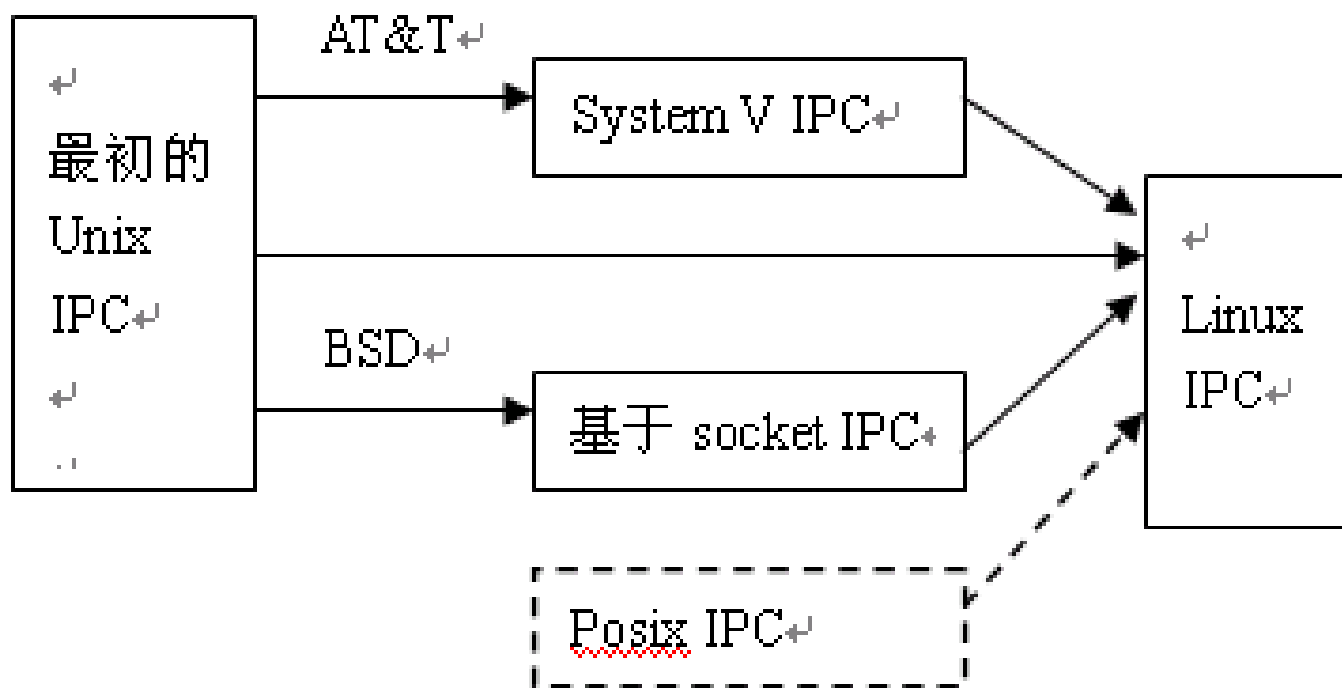 AT&T
System V IPC
最初的
Unix
IPC
BSD
基于 socket IPC
Linux
IPC
Posix IPC